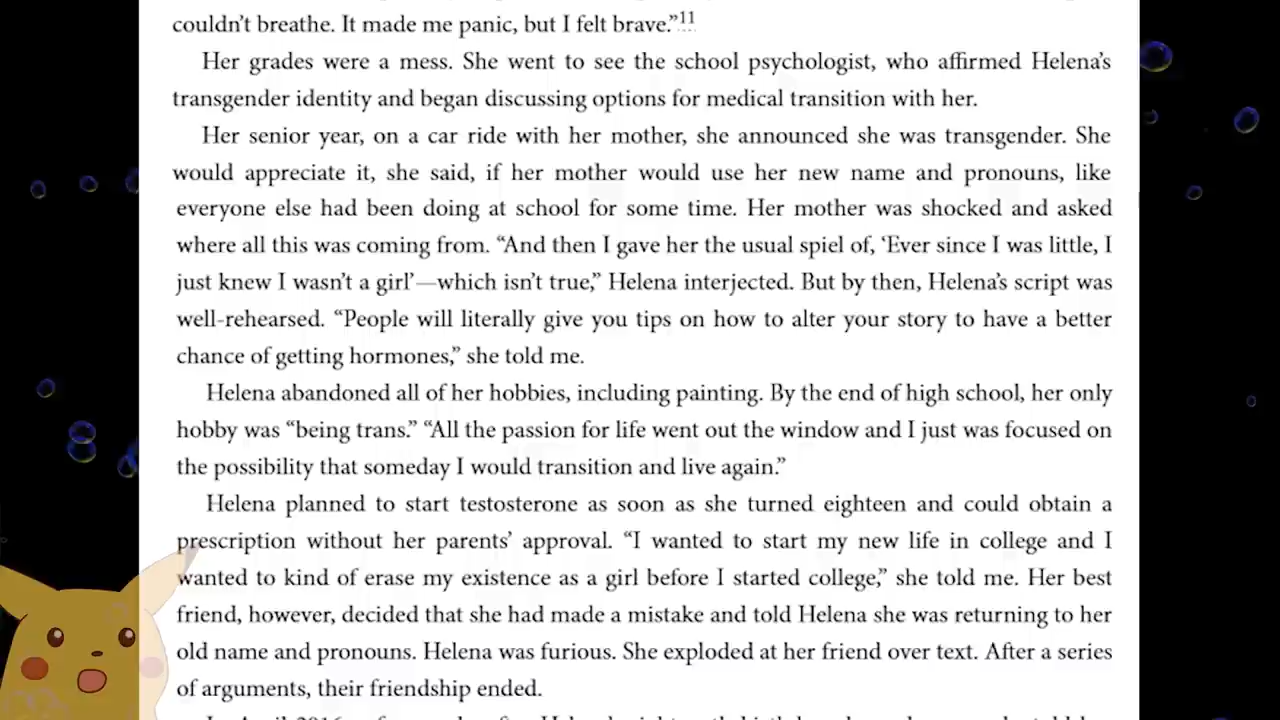 couldn’t breathe. It made me panic, but I felt brave.”11
Her grades were a mess. She went to see the school psychologist, who affirmed Helena’s
transgender identity and began discussing options for medical transition with her.
Her senior year, on a car ride with her mother, she announced she was transgender. She
would appreciate it, she said, if her mother would use her new name and pronouns, like
everyone else had been doing at school for some time. Her mother was shocked and asked
where all this was coming from. “And then I gave her the usual spiel of, ‘Ever since I was little, I
just knew I wasn’t a girl’—which isn’t true,” Helena interjected. But by then, Helena’s script was
well-rehearsed. “People will literally give you tips on how to alter your story to have a better
chance of getting hormones,” she told me.
Helena abandoned all of her hobbies, including painting. By the end of high school, her only
hobby was “being trans.” “All the passion for life went out the window and I just was focused on
the possibility that someday I would transition and live again.”
Helena planned to start testosterone as soon as she turned eighteen and could obtain a
prescription without her parents’ approval. “I wanted to start my new life in college and I
wanted to kind of erase my existence as a girl before I started college,” she told me. Her best
friend, however, decided that she had made a mistake and told Helena she was returning to her
old name and pronouns. Helena was furious. She exploded at her friend over text. After a series
of arguments, their friendship ended.